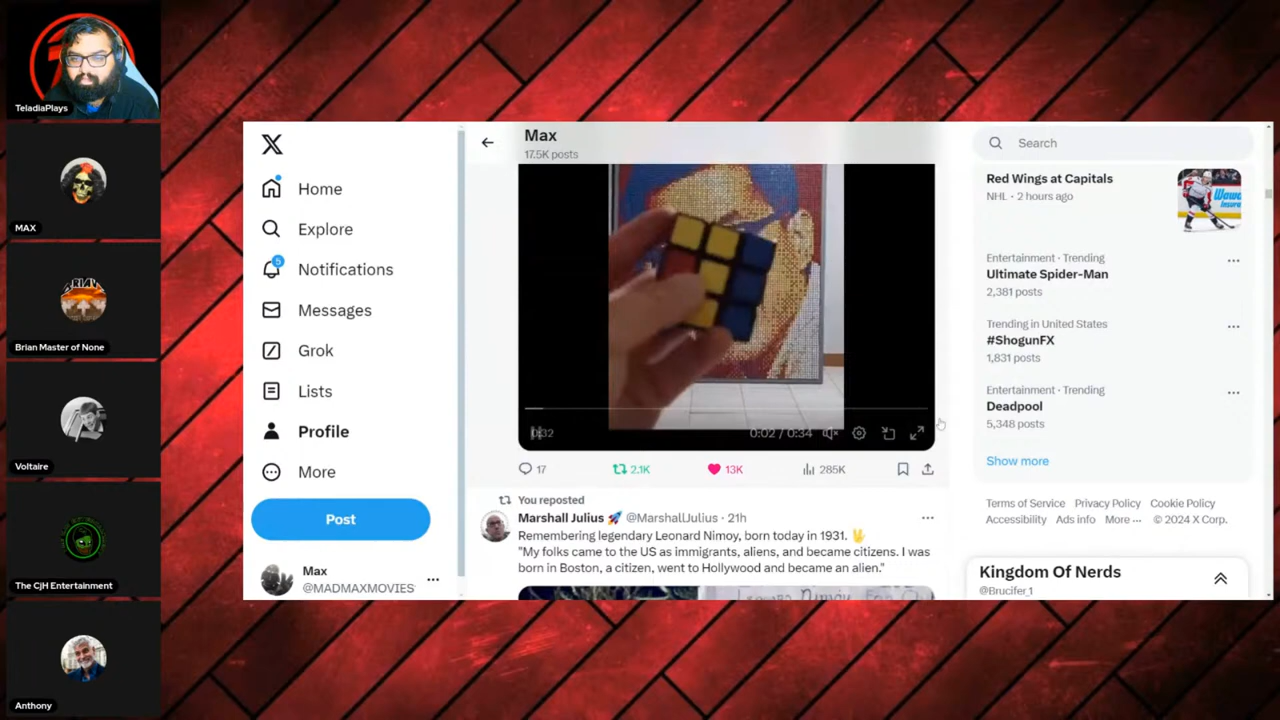 TeladiaPlays
MAX
Brian Master of None
Voltaire
The CJH Entertainment
Anthony
Home
Explore
5
Notifications
Messages
Grok
Lists
Profile
More
Post
Max
@MADMAXMOVIES
Max
17.5K posts
0:02 / 0:34
17
2.1K
13K
285K
You reposted
Marshall Julius 🚀 @MarshallJulius · 21h
Remembering legendary Leonard Nimoy, born today in 1931. 🖖
"My folks came to the US as immigrants, aliens, and became citizens. I was
born in Boston, a citizen, went to Hollywood and became an alien."
Search
Red Wings at Capitals
NHL · 2 hours ago
Entertainment · Trending
Ultimate Spider-Man
2,381 posts
Trending in United States
#ShogunFX
1,831 posts
Entertainment · Trending
Deadpool
5,348 posts
Show more
Terms of Service Privacy Policy Cookie Policy
Accessibility Ads info More ··· © 2024 X Corp.
Kingdom Of Nerds
@Brucifer_1